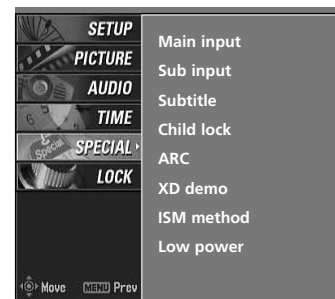 SETUP
PICTURE
AUDIO
TIME
Special
SPECIAL
LOCK
Move MENU Prev
Main input
Sub input
Subtitle
Child lock
ARC
XD demo
ISM method
Low power